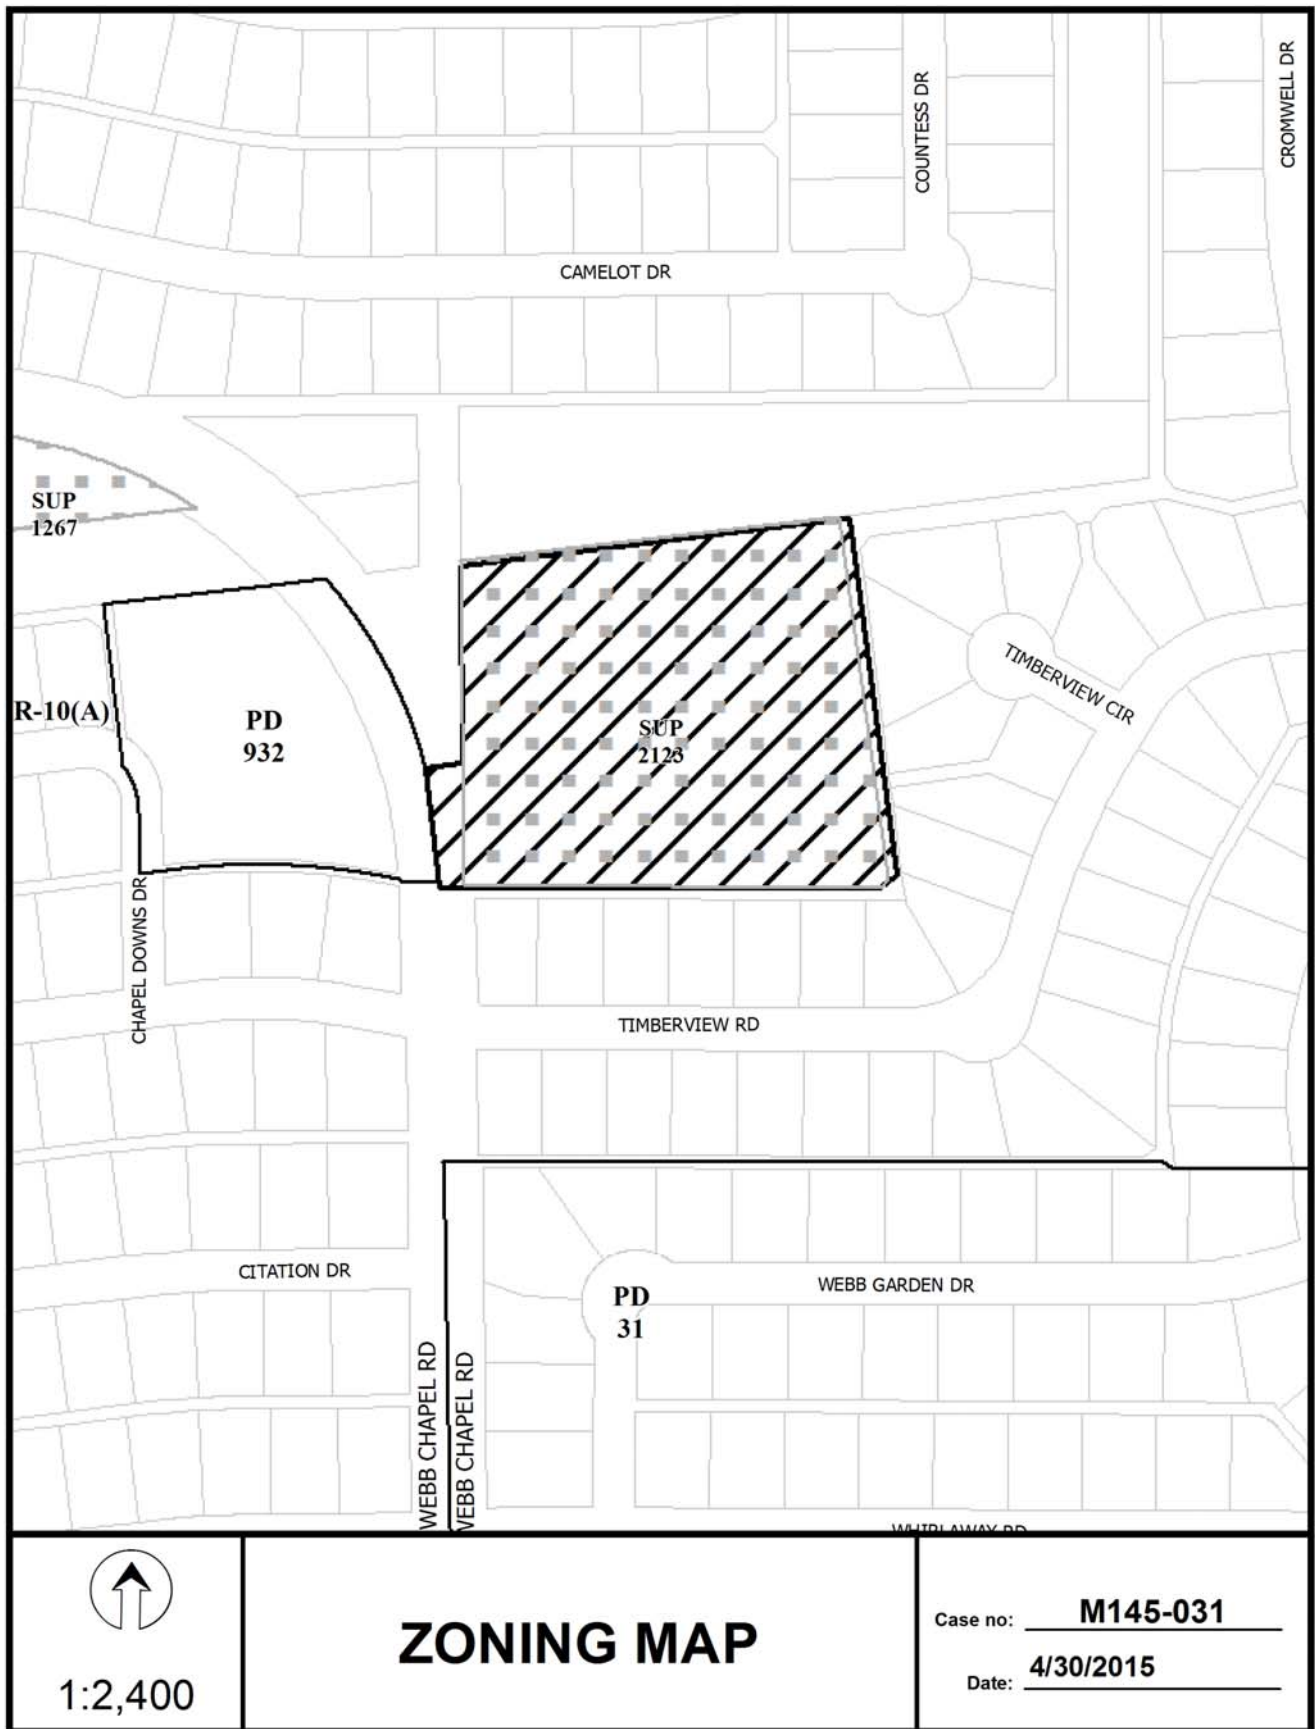 COUNTESS DR
CROMWELL DR
CAMELOT DR
SUP
1267
TIMBERVIEW CIR
R-10(A)
PD
932
SUP
2123
CHAPEL DOWNS DR
TIMBERVIEW RD
CITATION DR
WEBB GARDEN DR
PD
31
WEBB CHAPEL RD
WEBB CHAPEL RD
WHIRLAWAY RD
1:2,400
ZONING MAP
Case no: M145-031
Date: 4/30/2015